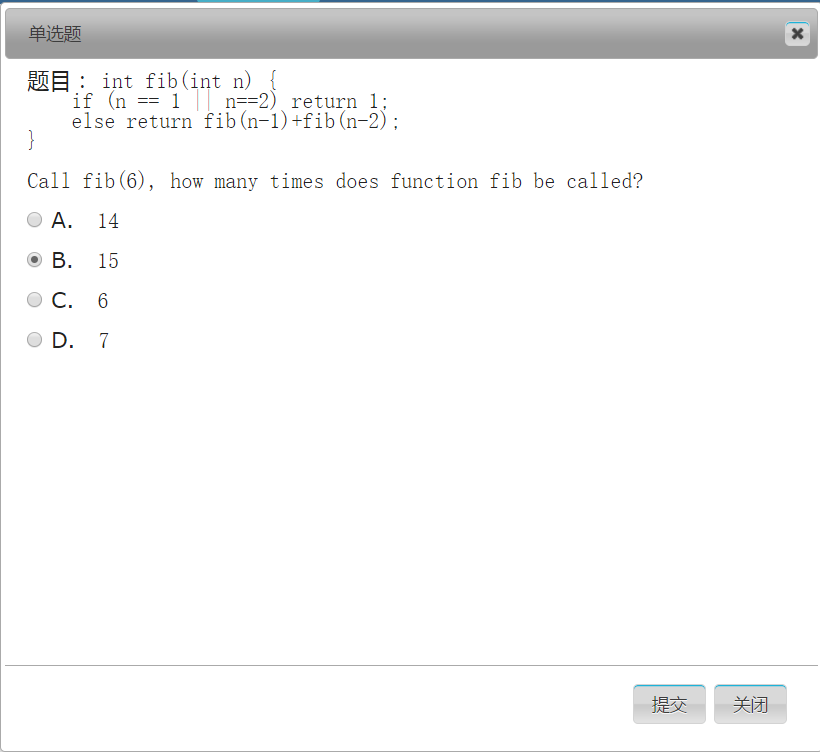 单选题
题目： int fib(int n) {
if (n == 1 || n==2) return 1;
else return fib(n-1)+fib(n-2);
}
Call fib(6), how many times does function fib be called?
A. 14
B. 15
C. 6
D. 7
提交 关闭